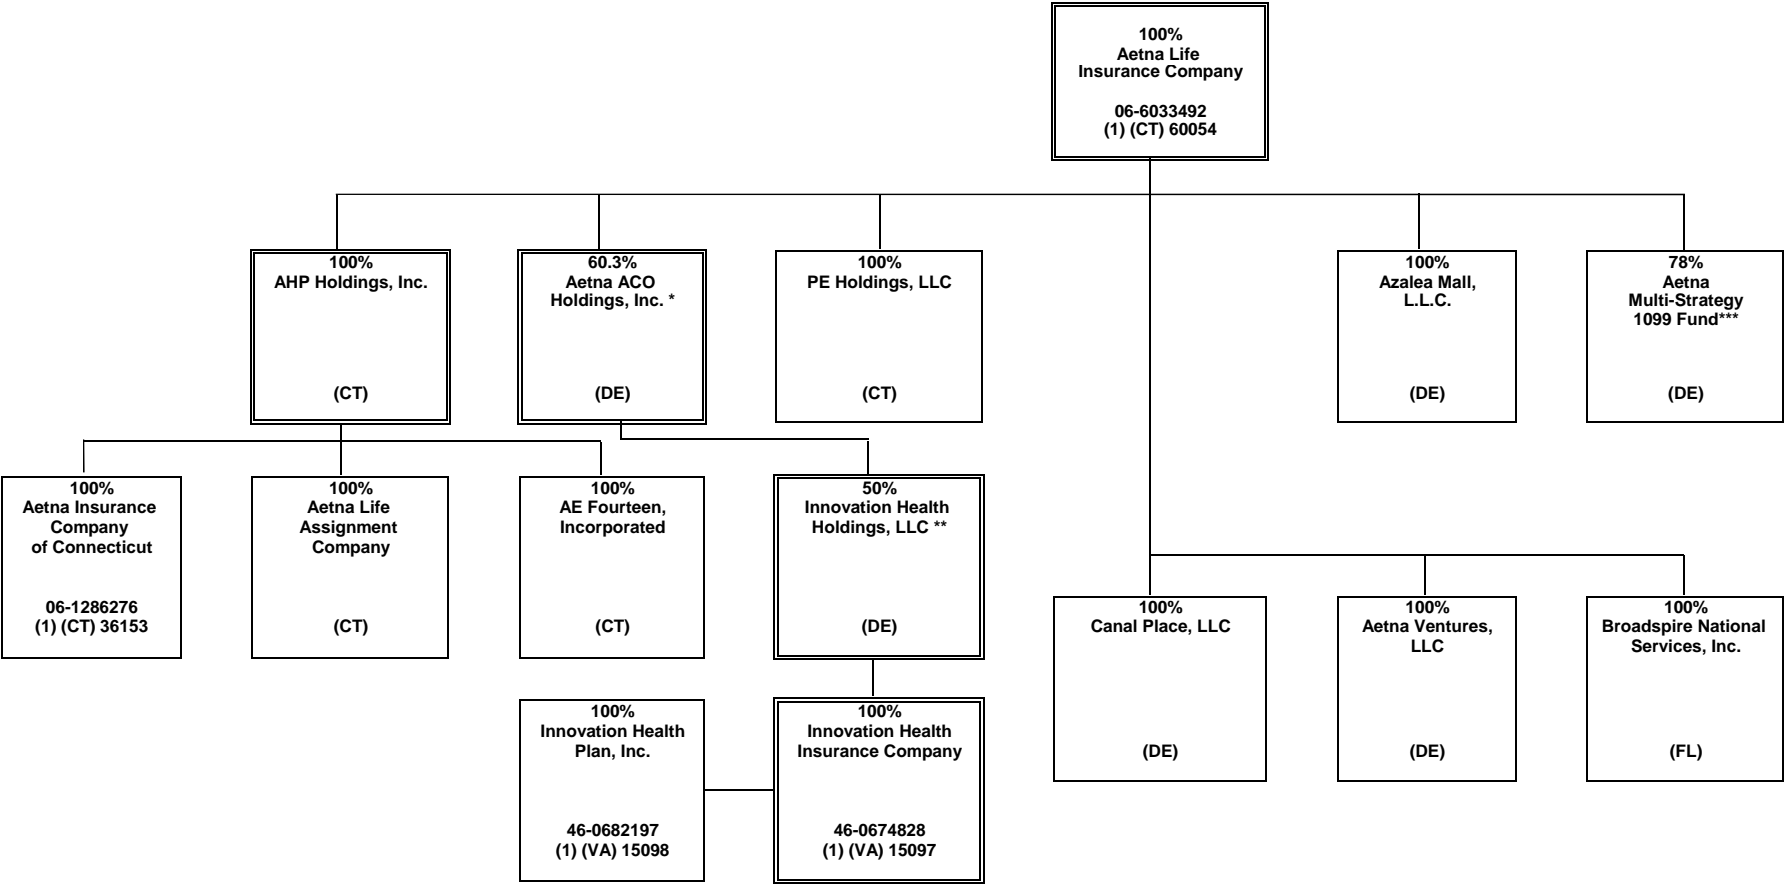 100%
Aetna Life
Insurance Company
06-6033492
(1) (CT) 60054
100%
AHP Holdings, Inc.
(CT)
60.3%
Aetna ACO
Holdings, Inc. *
(DE)
100%
PE Holdings, LLC
(CT)
100%
Azalea Mall,
L.L.C.
(DE)
78%
Aetna
Multi-Strategy
1099 Fund***
(DE)
100%
Aetna Insurance
Company
of Connecticut
06-1286276
(1) (CT) 36153
100%
Aetna Life
Assignment
Company
(CT)
100%
AE Fourteen,
Incorporated
(CT)
50%
Innovation Health
Holdings, LLC **
(DE)
100%
Canal Place, LLC
(DE)
100%
Aetna Ventures,
LLC
(DE)
100%
Broadspire National
Services, Inc.
(FL)
100%
Innovation Health
Plan, Inc.
46-0682197
(1) (VA) 15098
100%
Innovation Health
Insurance Company
46-0674828
(1) (VA) 15097